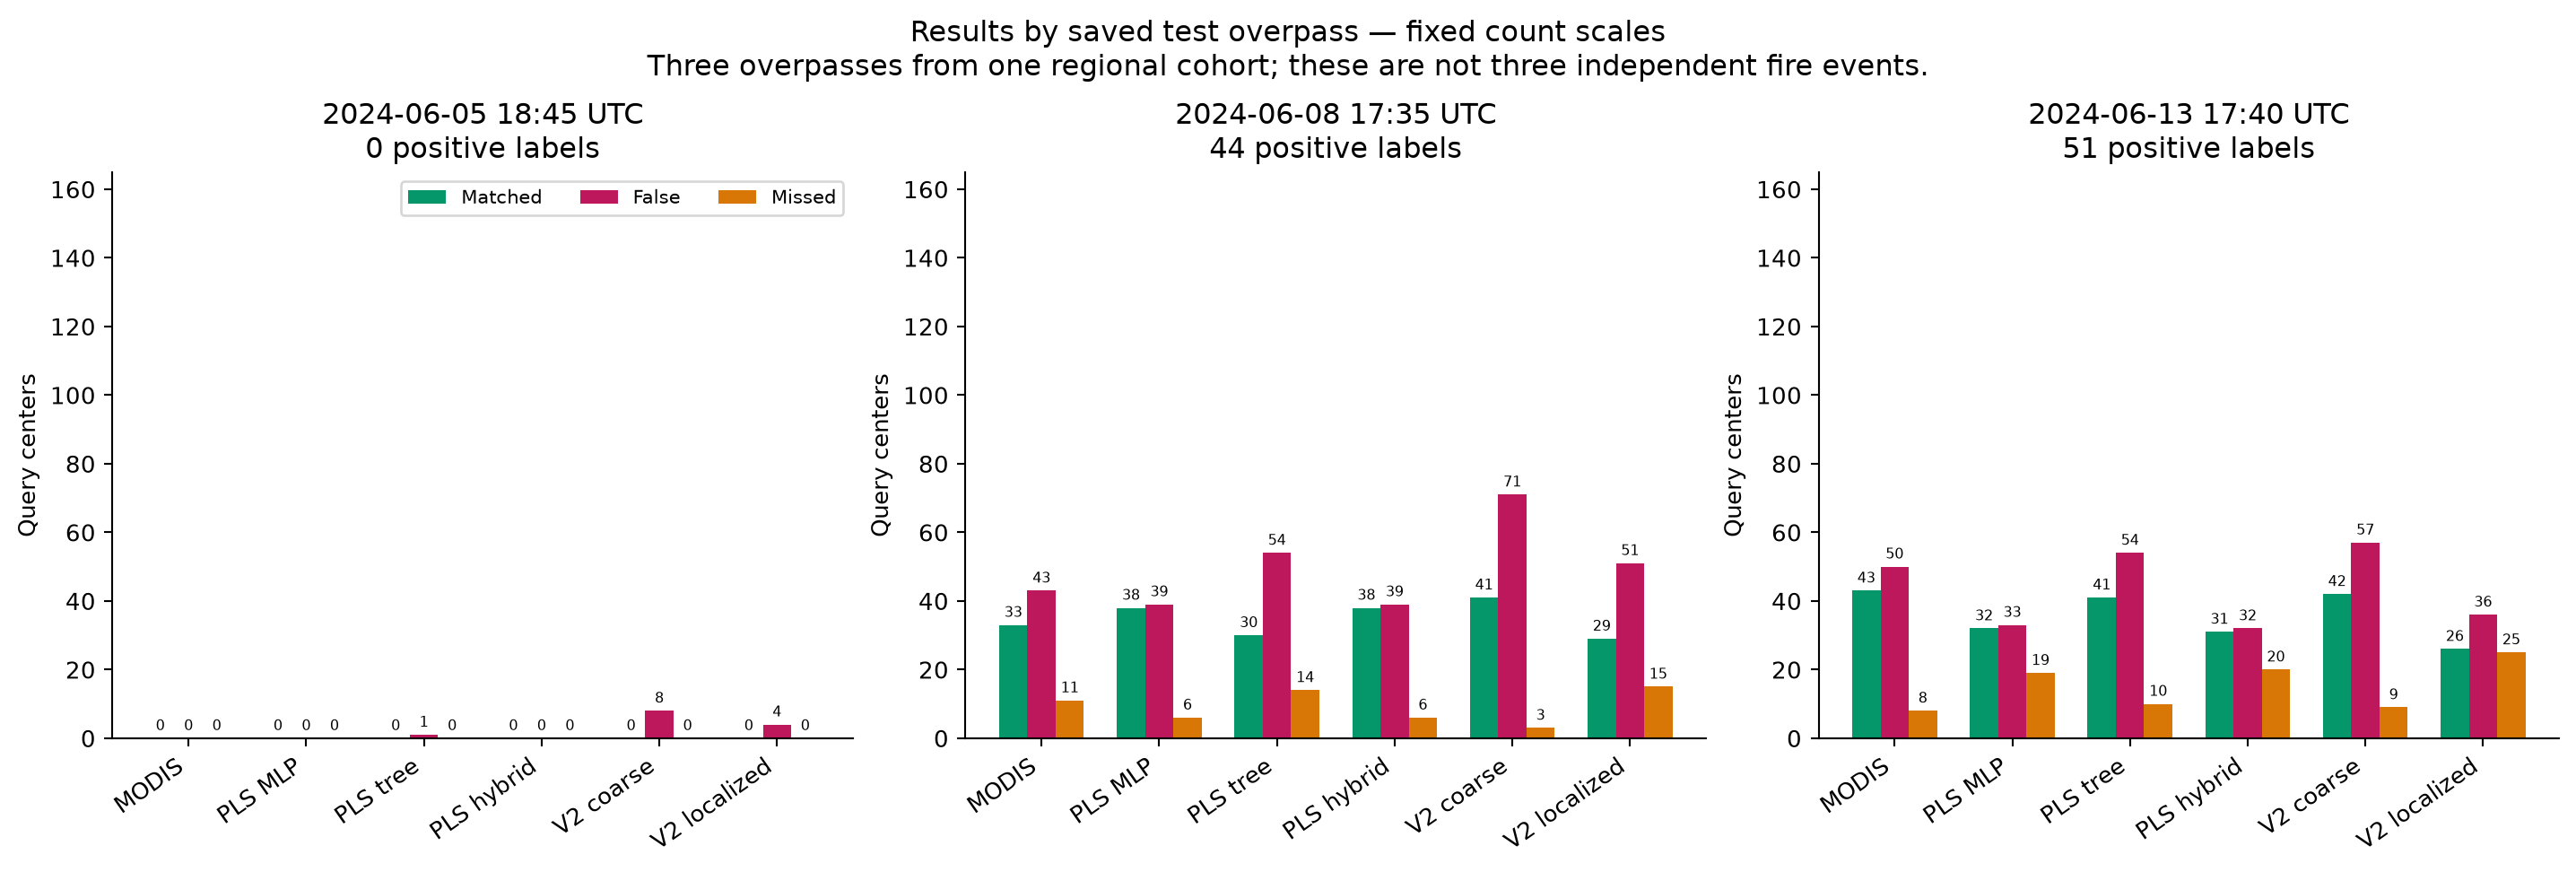 Results by saved test overpass — fixed count scales
Three overpasses from one regional cohort; these are not three independent fire events.
2024-06-05 18:45 UTC
0 positive labels
Matched False Missed
Query centers
160
140
120
100
80
60
40
20
0
0 0 0 0 0 0 0 1 0 0 0 0 0 8 0 0 4 0
MODIS PLS MLP PLS tree PLS hybrid V2 coarse V2 localized
2024-06-08 17:35 UTC
44 positive labels
Query centers
160
140
120
100
80
60
40
20
0
33 43 11 38 39 6 30 54 14 38 39 6 41 71 3 29 51 15
MODIS PLS MLP PLS tree PLS hybrid V2 coarse V2 localized
2024-06-13 17:40 UTC
51 positive labels
Query centers
160
140
120
100
80
60
40
20
0
43 50 8 32 33 19 41 54 10 31 32 20 42 57 9 26 36 25
MODIS PLS MLP PLS tree PLS hybrid V2 coarse V2 localized